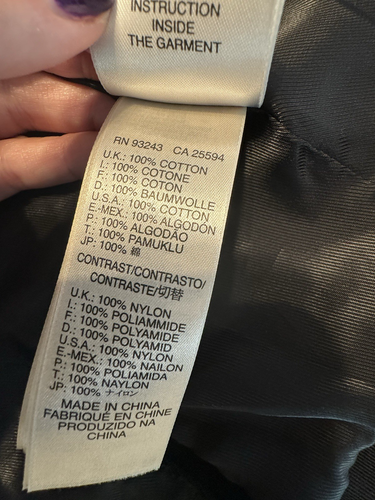 INSTRUCTION
INSIDE
THE GARMENT
RN 93243 CA 25594
U.K.: 100% COTTON
I.: 100% COTONE
F.: 100% COTON
D.: 100% BAUMWOLLE
U.S.A.: 100% COTTON
E-MEX.: 100% ALGODÓN
P.: 100% ALGODÃO
T.: 100% PAMUKLU
JP: 100% 綿
CONTRAST/CONTRASTO/
CONTRASTE/切替
U.K.: 100% NYLON
I.: 100% POLIAMMIDE
F.: 100% POLYAMIDE
D.: 100% POLYAMID
U.S.A.: 100% NYLON
E-MEX.: 100% NAILON
P.: 100% POLIAMIDA
T.: 100% NAYLON
JP: 100% ナイロン
MADE IN CHINA
FABRIQUÉ EN CHINE
PRODUZIDO NA
CHINA